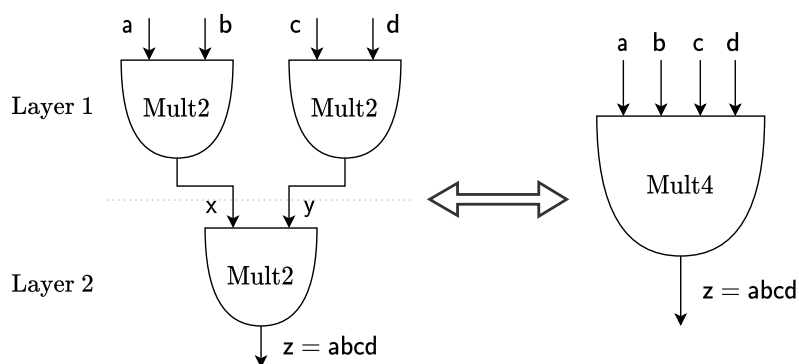 a b c d
a b c d
Layer 1 Mult2 Mult2
Mult4
x y
Layer 2 Mult2
z = abcd
z = abcd